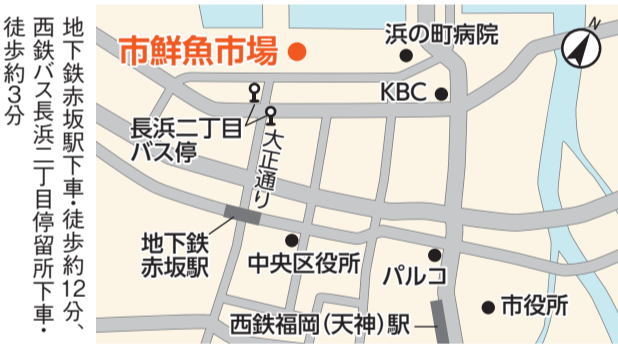 地下鉄赤坂駅下車・徒歩約12分、
西鉄バス長浜二丁目停留所下車・
徒歩約3分
市鮮魚市場
浜の町病院
N
KBC
長浜二丁目
バス停
大正通り
地下鉄
赤坂駅
中央区役所
パルコ
市役所
西鉄福岡(天神)駅